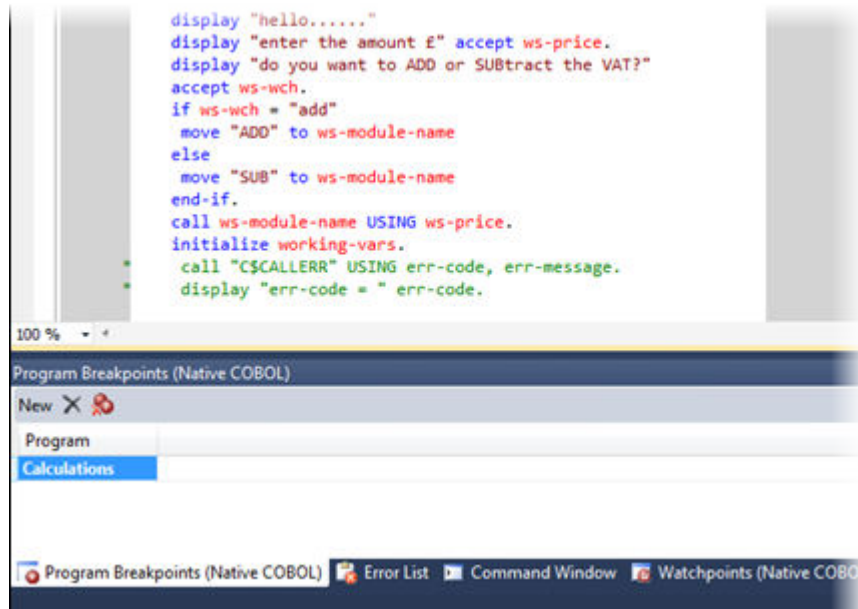 display "hello......"
display "enter the amount £" accept ws-price.
display "do you want to ADD or SUBtract the VAT?"
accept ws-wch.
if ws-wch = "add"
move "ADD" to ws-module-name
else
move "SUB" to ws-module-name
end-if.
call ws-module-name USING ws-price.
initialize working-vars.
* call "C$CALLERR" USING err-code, err-message.
* display "err-code = " err-code.
100 %
Program Breakpoints (Native COBOL)
New
Program
Calculations
Program Breakpoints (Native COBOL) Error List Command Window Watchpoints (Native COBO